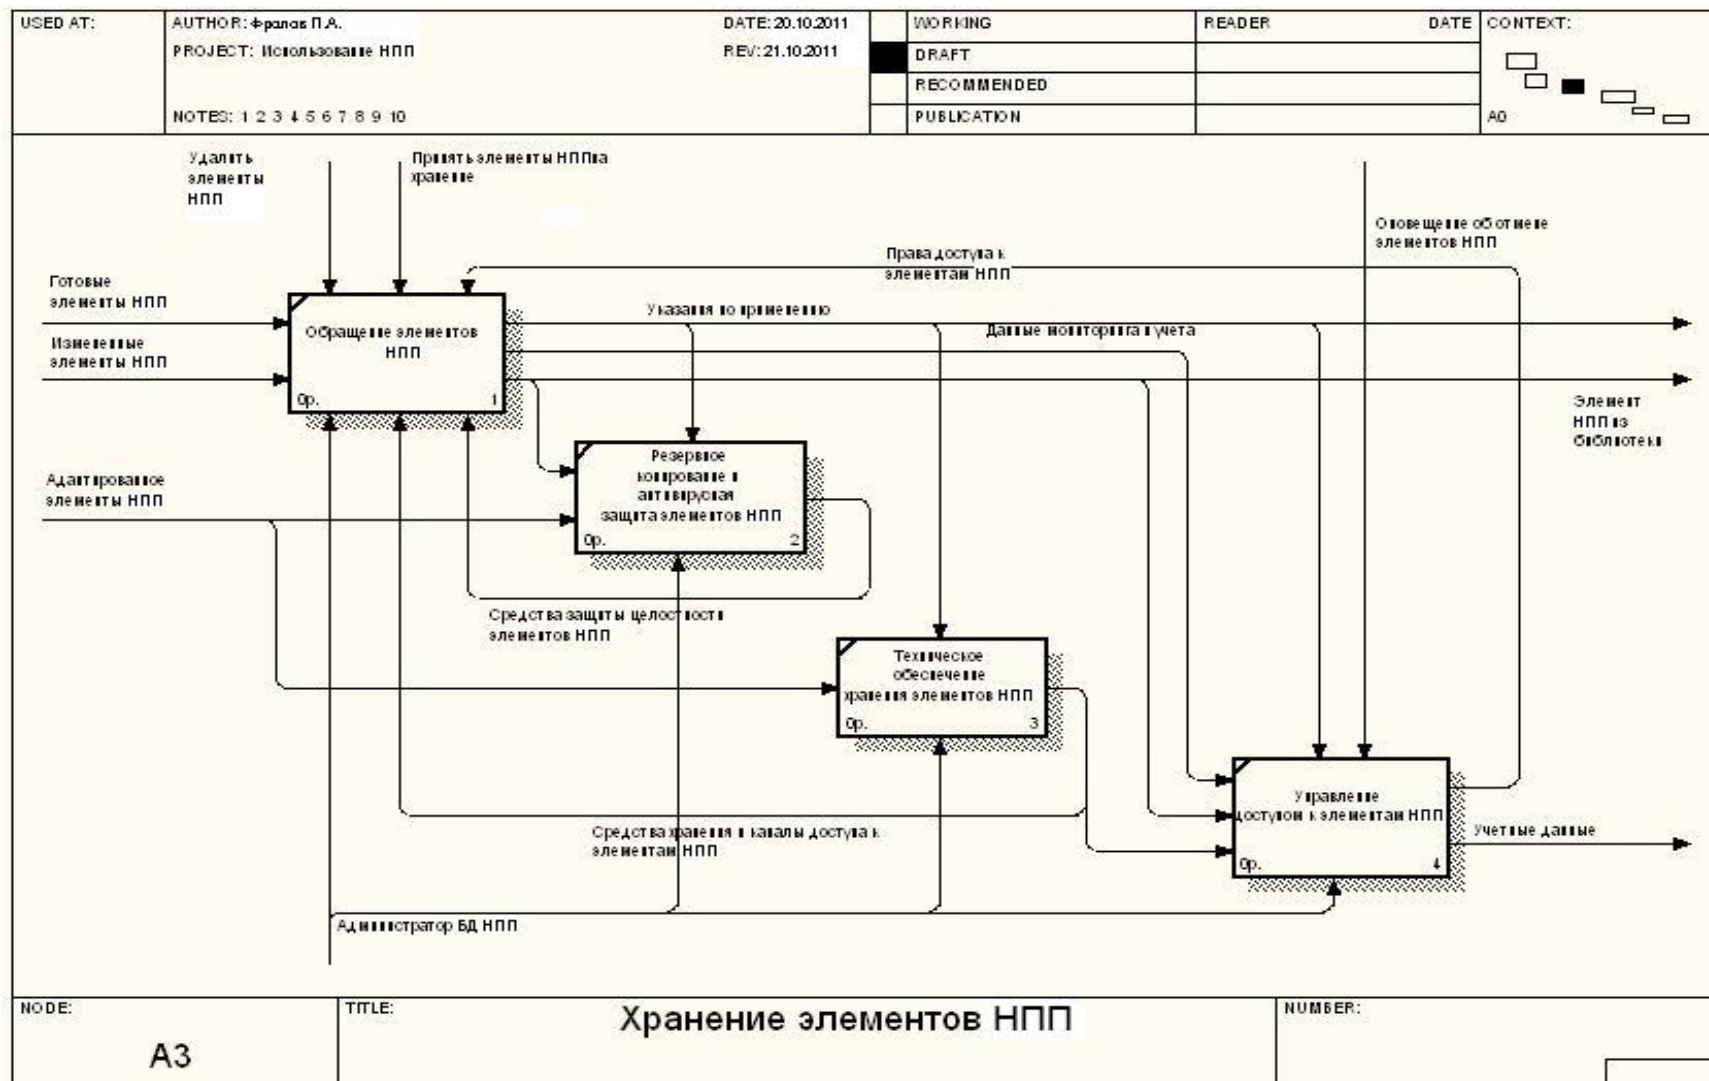 USED AT:
AUTHOR: Фролов П.А.
DATE: 20.10.2011
PROJECT: Использование НПП
REV: 21.10.2011
NOTES: 1 2 3 4 5 6 7 8 9 10
WORKING
DRAFT
RECOMMENDED
PUBLICATION
READER
DATE
CONTEXT:
A0
Удалить
элементы
НПП
Принять элементы НПП на
хранение
Оповещение об отмене
элементов НПП
Права доступа к
элементам НПП
Готовые
элементы НПП
Указания по применению
Данные мониторинга и учета
Обращение элементов
НПП
0р.
1
Измененные
элементы НПП
Элемент
НПП из
библиотеки
Резервное
копирование и
антивирусная
защита элементов НПП
0р.
2
Адаптированное
элементы НПП
Средства защиты целостности
элементов НПП
Техническое
обеспечение
хранения элементов НПП
0р.
3
Управление
доступом к элементам НПП
0р.
4
Средства хранения и каналы доступа к
элементам НПП
Учетные данные
Администратор БД НПП
NODE:
A3
TITLE:
Хранение элементов НПП
NUMBER: